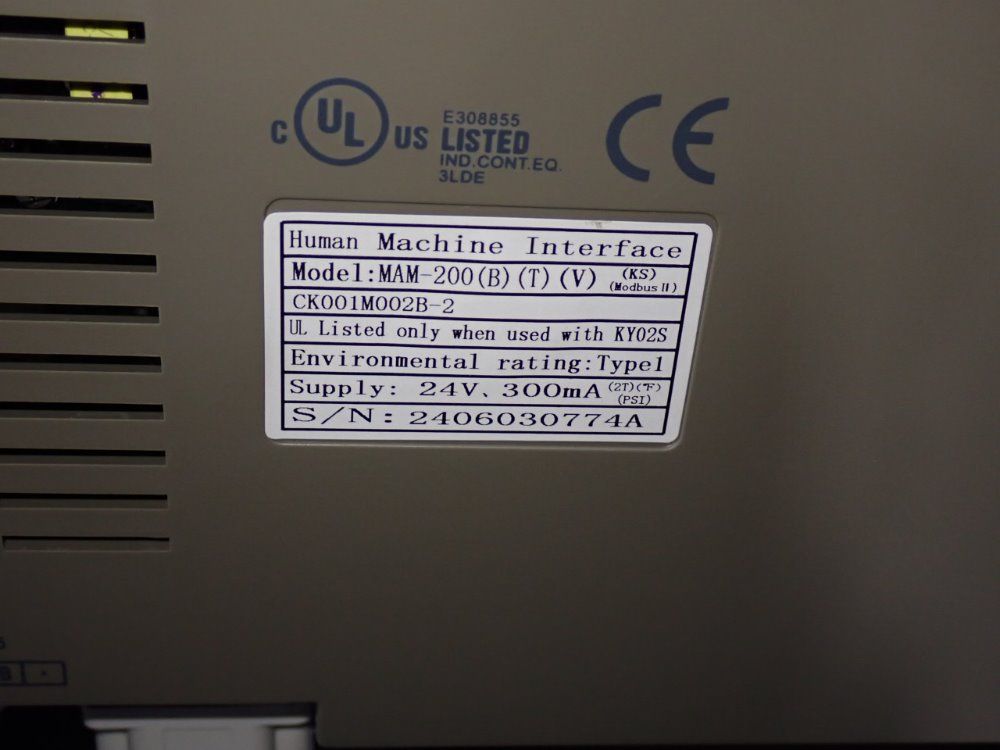 C UL US E308855
LISTED
IND.CONT.EQ.
3LDE
CE
Human Machine Interface
Model:MAM-200(B)(T)(V) (KS)
(Modbus II)
CK001M002B-2
UL Listed only when used with KY02S
Environmental rating:Type1
Supply: 24V、300mA (2T)(℉)
(PSI)
S/N: 2406030774A